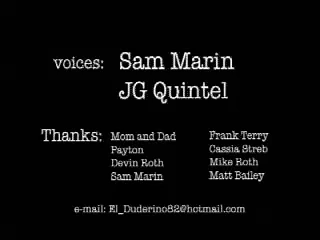 voices: Sam Marin
JG Quintel
Thanks: Mom and Dad
Payton
Devin Roth
Sam Marin
Frank Terry
Cassia Streb
Mike Roth
Matt Bailey
e-mail: El_Duderino82@hotmail.com